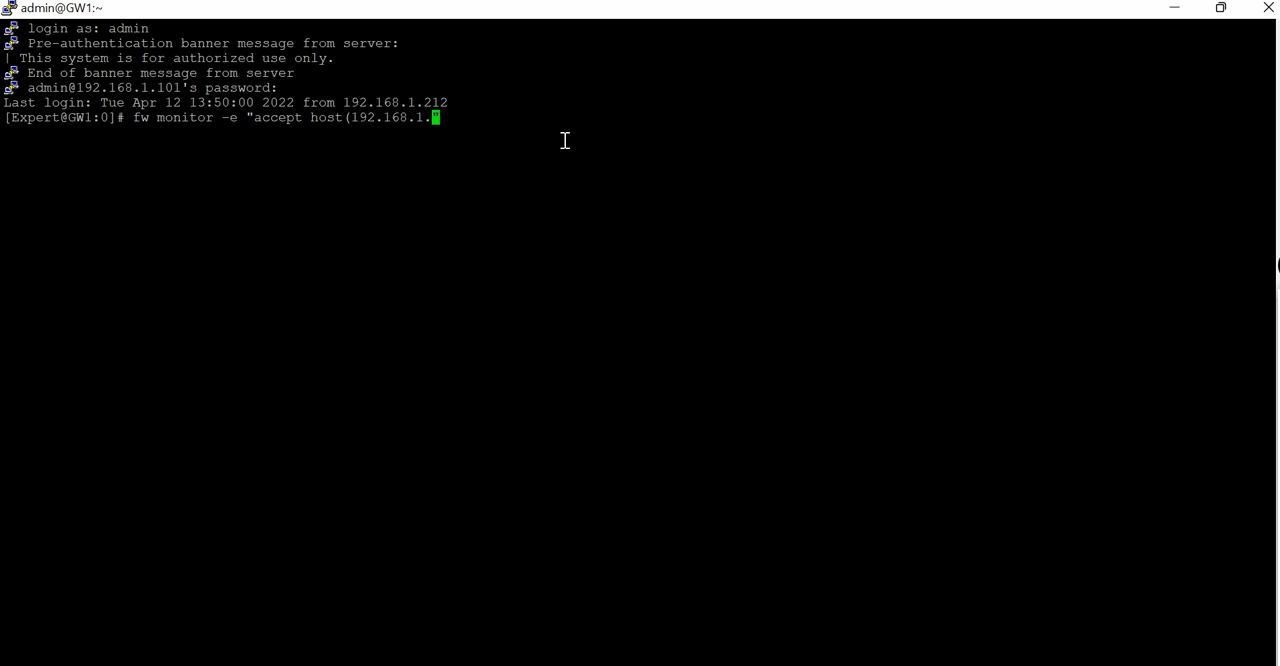 admin@GW1:~
login as: admin
Pre-authentication banner message from server:
| This system is for authorized use only.
End of banner message from server
admin@192.168.1.101's password:
Last login: Tue Apr 12 13:50:00 2022 from 192.168.1.212
[Expert@GW1:0]# fw monitor -e "accept host(192.168.1."